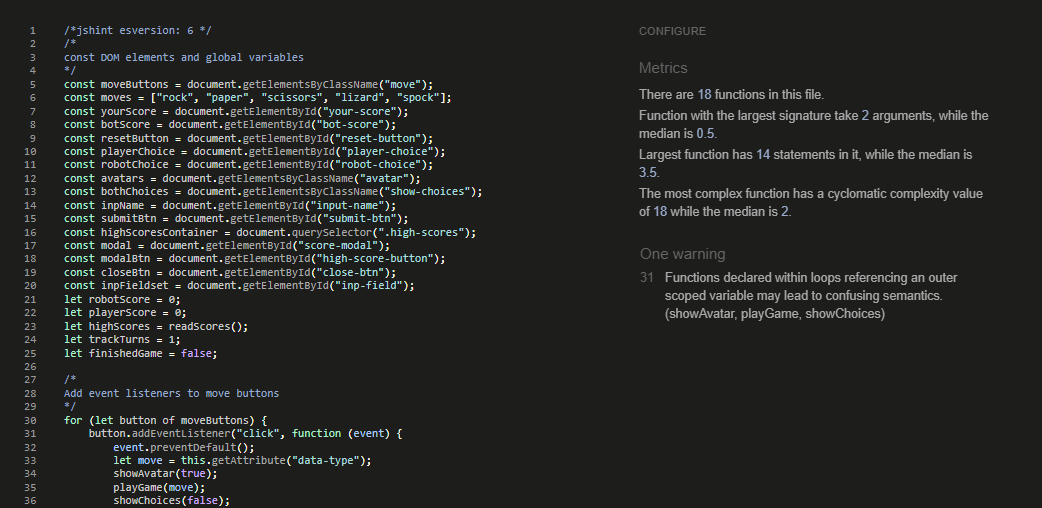 1 /*jshint esversion: 6 */
2 /*
3 const DOM elements and global variables
4 */
5 const moveButtons = document.getElementsByClassName("move");
6 const moves = ["rock", "paper", "scissors", "lizard", "spock"];
7 const yourScore = document.getElementById("your-score");
8 const botScore = document.getElementById("bot-score");
9 const resetButton = document.getElementById("reset-button");
10 const playerChoice = document.getElementById("player-choice");
11 const robotChoice = document.getElementById("robot-choice");
12 const avatars = document.getElementsByClassName("avatar");
13 const bothChoices = document.getElementsByClassName("show-choices");
14 const inpName = document.getElementById("input-name");
15 const submitBtn = document.getElementById("submit-btn");
16 const highScoresContainer = document.querySelector(".high-scores");
17 const modal = document.getElementById("score-modal");
18 const modalBtn = document.getElementById("high-score-button");
19 const closeBtn = document.getElementById("close-btn");
20 const inpFieldset = document.getElementById("inp-field");
21 let robotScore = 0;
22 let playerScore = 0;
23 let highScores = readScores();
24 let trackTurns = 1;
25 let finishedGame = false;
26
27 /*
28 Add event listeners to move buttons
29 */
30 for (let button of moveButtons) {
31 button.addEventListener("click", function (event) {
32 event.preventDefault();
33 let move = this.getAttribute("data-type");
34 showAvatar(true);
35 playGame(move);
36 showChoices(false);
CONFIGURE
Metrics
There are 18 functions in this file.
Function with the largest signature take 2 arguments, while the
median is 0.5.
Largest function has 14 statements in it, while the median is
3.5.
The most complex function has a cyclomatic complexity value
of 18 while the median is 2.
One warning
31 Functions declared within loops referencing an outer
scoped variable may lead to confusing semantics.
(showAvatar, playGame, showChoices)